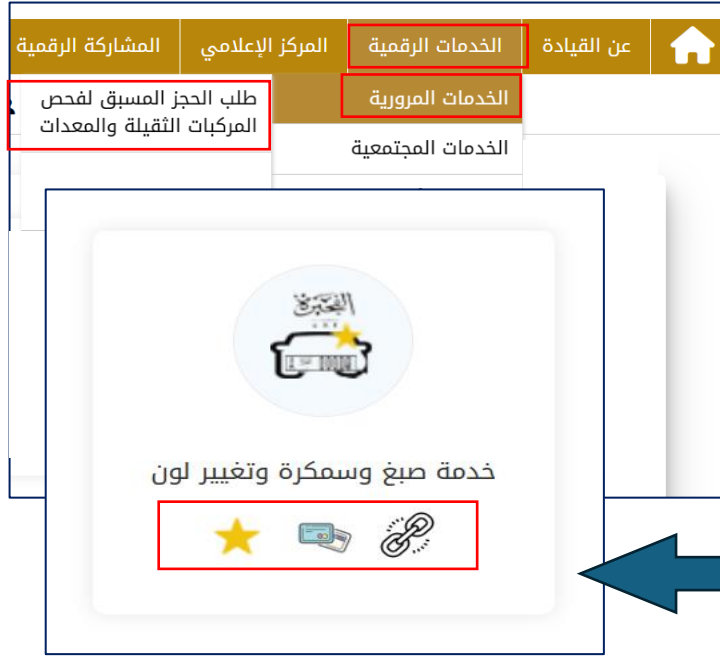 عن القيادة
الخدمات الرقمية
المركز الإعلامي
المشاركة الرقمية
الخدمات المرورية
طلب الحجز المسبق لفحص
المركبات الثقيلة والمعدات
الخدمات المجتمعية
الفجيرة
خدمة صبغ وسمكرة وتغيير لون